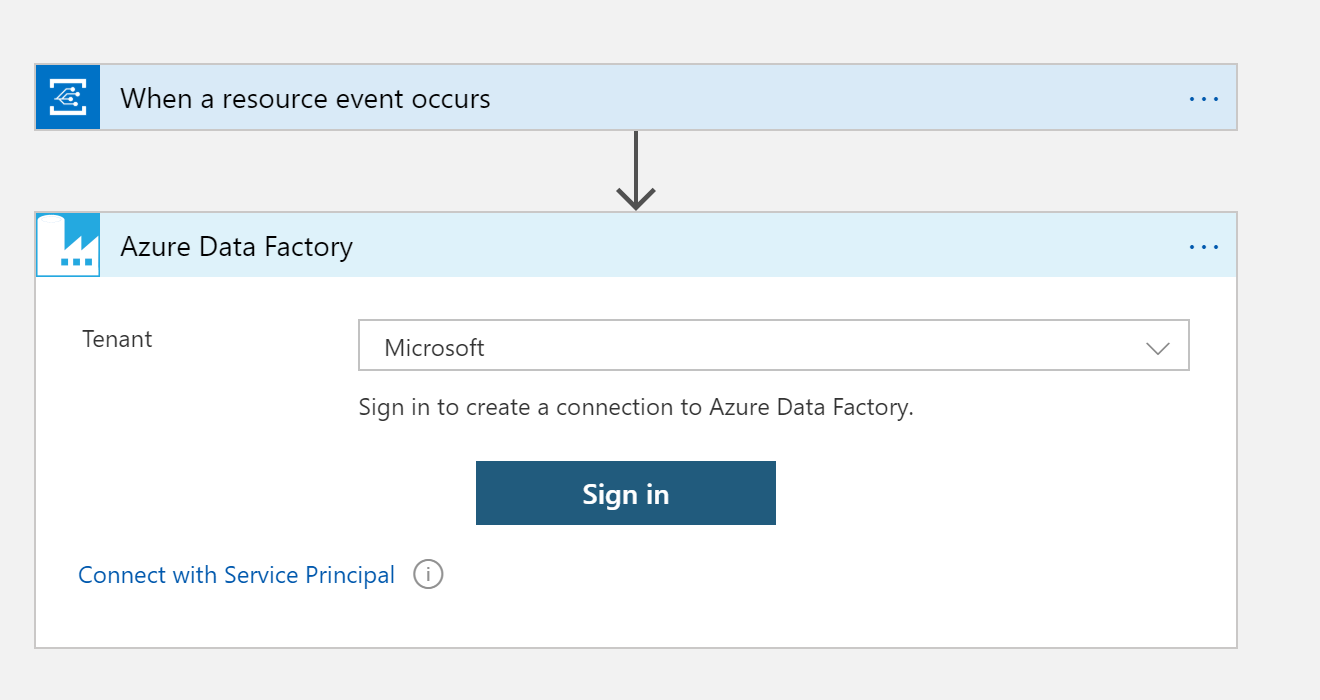 When a resource event occurs
Azure Data Factory
Tenant
Microsoft
Sign in to create a connection to Azure Data Factory.
Sign in
Connect with Service Principal